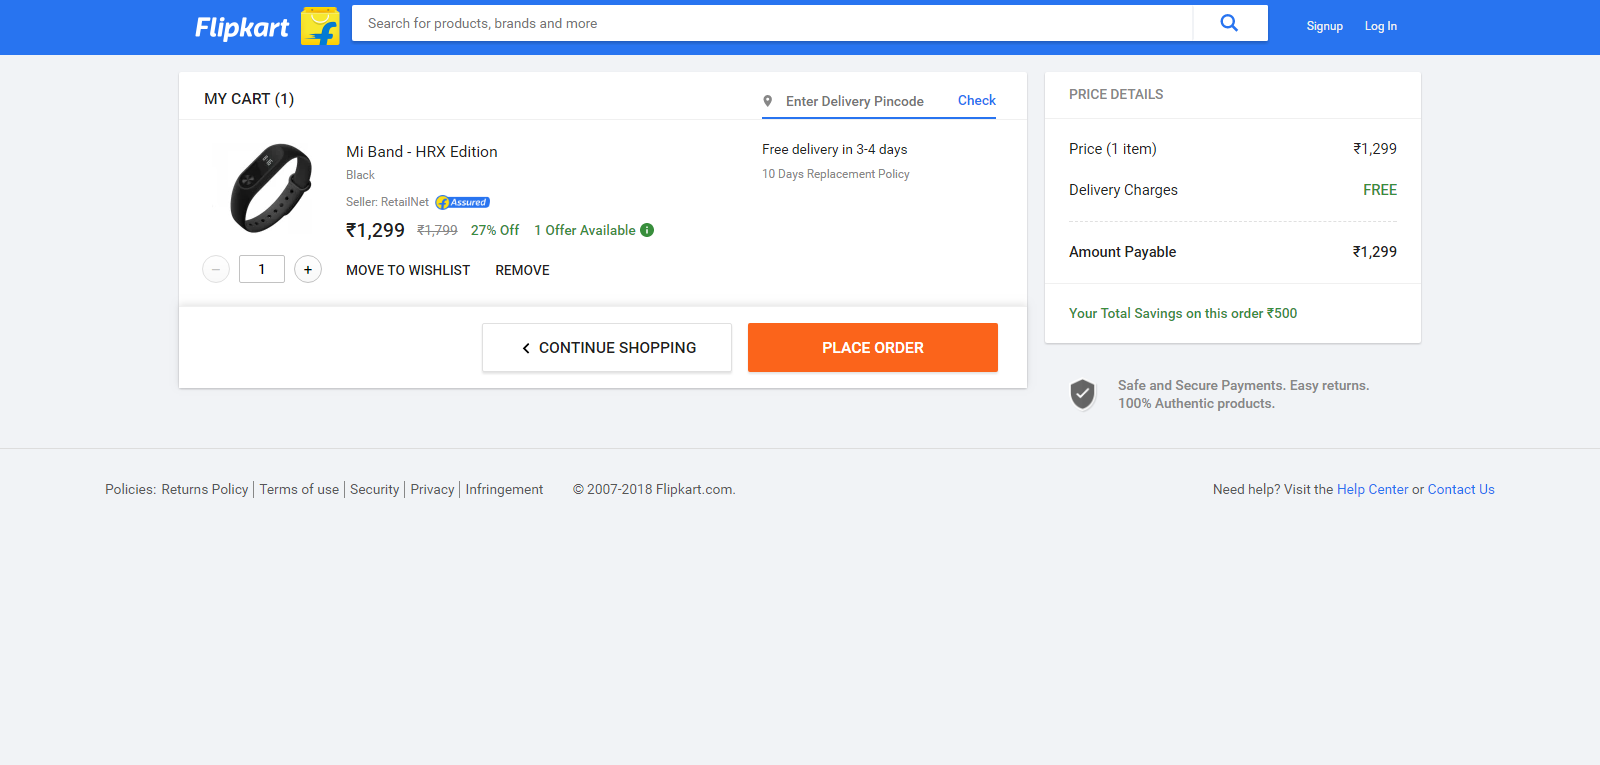 Flipkart
Search for products, brands and more
Signup
Log In
MY CART (1)
Enter Delivery Pincode
Check
Mi Band - HRX Edition
Black
Seller: RetailNet Assured
₹1,299 ₹1,799 27% Off 1 Offer Available
Free delivery in 3-4 days
10 Days Replacement Policy
− 1 +
MOVE TO WISHLIST
REMOVE
CONTINUE SHOPPING
PLACE ORDER
PRICE DETAILS
Price (1 item) ₹1,299
Delivery Charges FREE
Amount Payable ₹1,299
Your Total Savings on this order ₹500
Safe and Secure Payments. Easy returns.
100% Authentic products.
Policies: Returns Policy | Terms of use | Security | Privacy | Infringement © 2007-2018 Flipkart.com.
Need help? Visit the Help Center or Contact Us